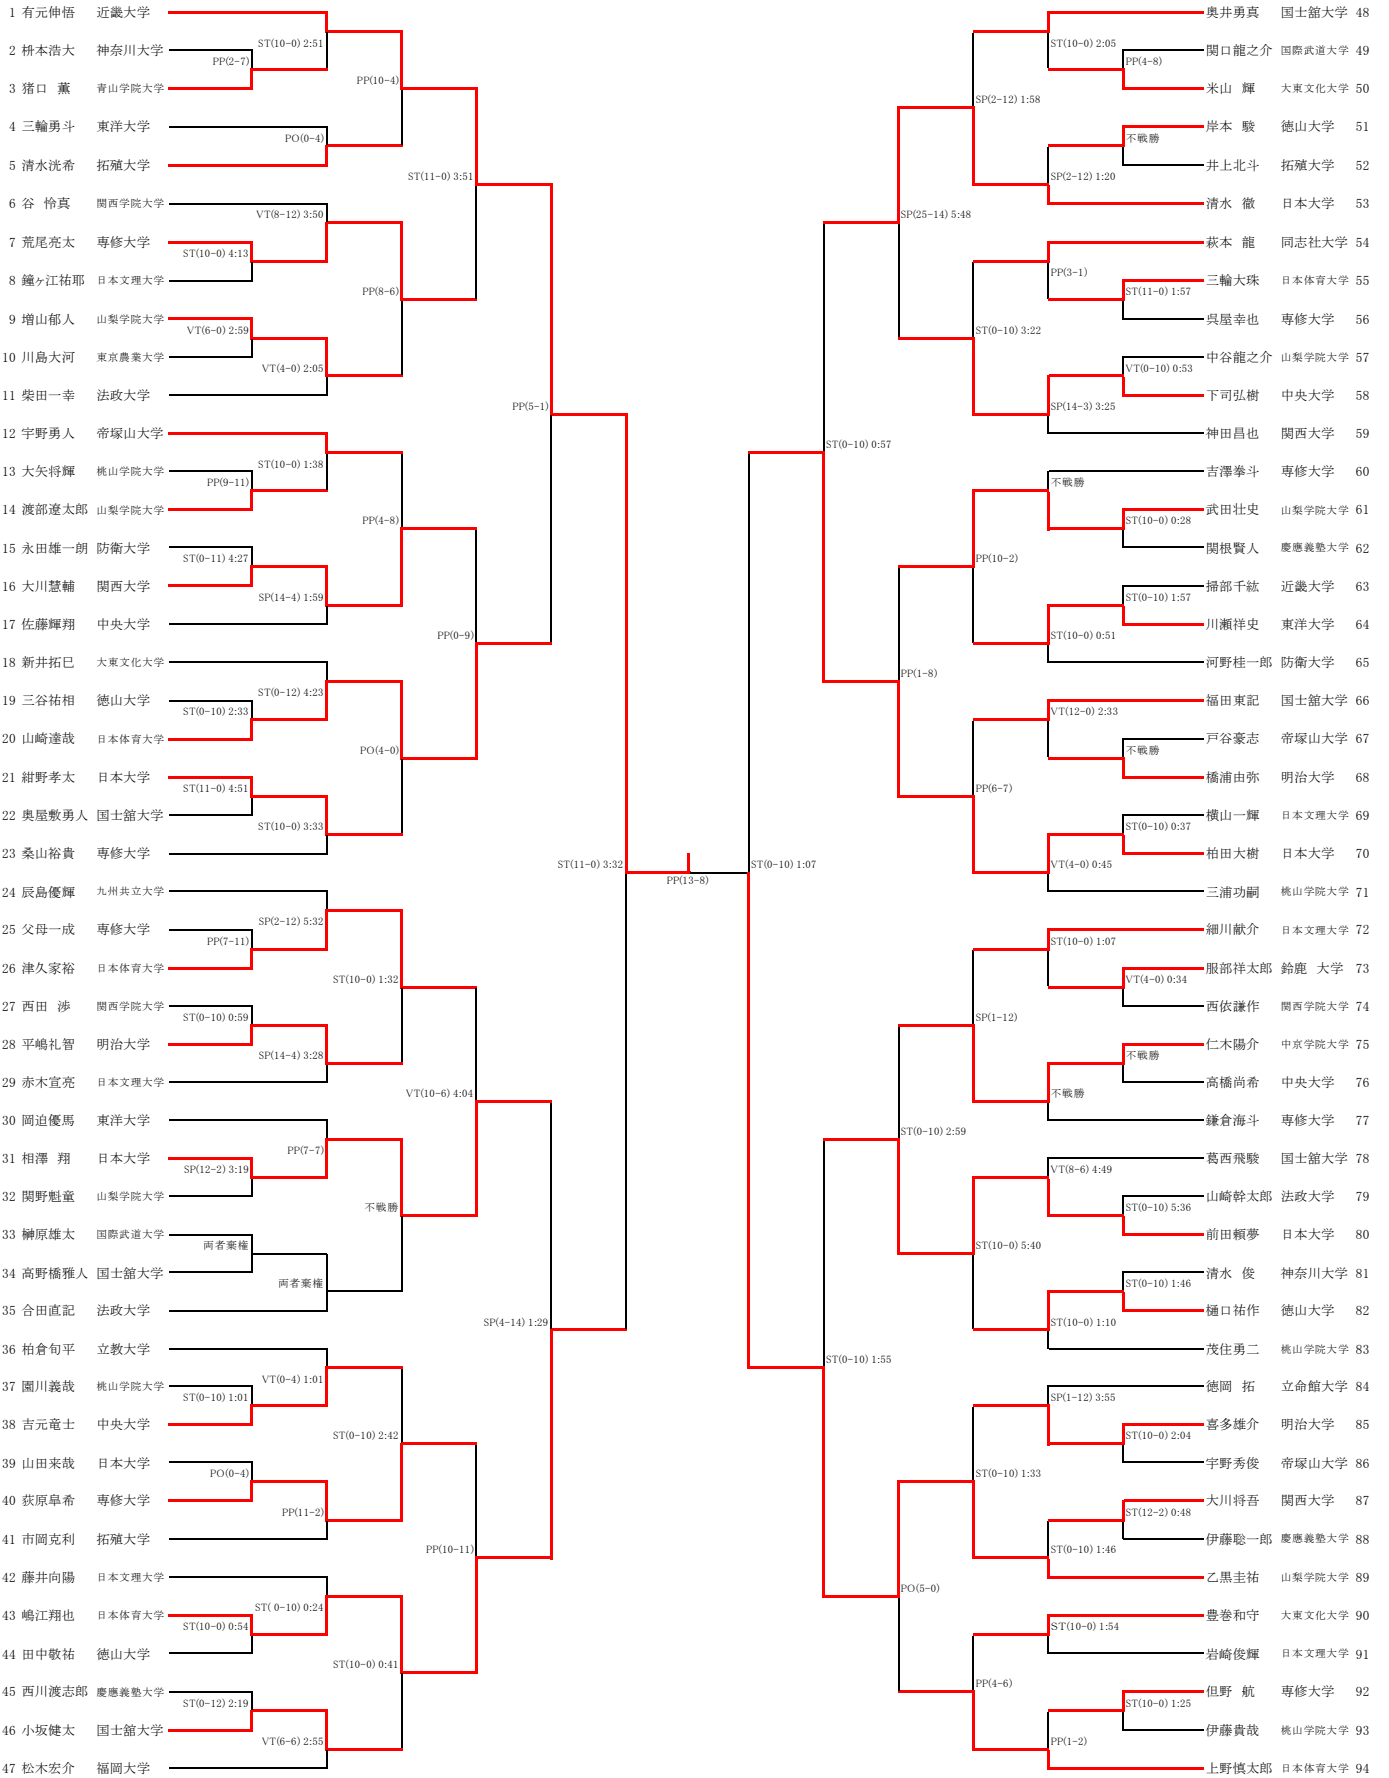 1 有元伸悟 近畿大学
2 枡本浩大 神奈川大学
3 猪口 薫 青山学院大学
4 三輪勇斗 東洋大学
5 清水洸希 拓殖大学
6 谷 怜真 関西学院大学
7 荒尾亮太 専修大学
8 鐘ヶ江祐耶 日本文理大学
9 増山郁人 山梨学院大学
10 川島大河 東京農業大学
11 柴田一幸 法政大学
12 宇野勇人 帝塚山大学
13 大矢将輝 桃山学院大学
14 渡部遼太郎 山梨学院大学
15 永田雄一朗 防衛大学
16 大川慧輔 関西大学
17 佐藤輝翔 中央大学
18 新井拓巳 大東文化大学
19 三谷祐相 徳山大学
20 山崎達哉 日本体育大学
21 紺野孝太 日本大学
22 奥屋敷勇人 国士舘大学
23 桑山裕貴 専修大学
24 辰島優輝 九州共立大学
25 父母一成 専修大学
26 津久家裕 日本体育大学
27 西田 渉 関西学院大学
28 平嶋礼智 明治大学
29 赤木宣亮 日本文理大学
30 岡迫優馬 東洋大学
31 相澤 翔 日本大学
32 関野魁童 山梨学院大学
33 榊原雄太 国際武道大学
34 高野橋雅人 国士舘大学
35 合田直記 法政大学
36 柏倉旬平 立教大学
37 園川義哉 桃山学院大学
38 吉元竜士 中央大学
39 山田来哉 日本大学
40 荻原阜希 専修大学
41 市岡克利 拓殖大学
42 藤井向陽 日本文理大学
43 嶋江翔也 日本体育大学
44 田中敬祐 徳山大学
45 西川渡志郎 慶應義塾大学
46 小坂健太 国士舘大学
47 松木宏介 福岡大学
PP(2-7)
ST(10-0) 4:13
VT(6-0) 2:59
PP(9-11)
ST(0-11) 4:27
ST(0-10) 2:33
ST(11-0) 4:51
PP(7-11)
ST(0-10) 0:59
SP(12-2) 3:19
両者棄権
ST(0-10) 1:01
PO(0-4)
ST(10-0) 0:54
ST(0-12) 2:19
ST(10-0) 2:51
PO(0-4)
VT(8-12) 3:50
VT(4-0) 2:05
ST(10-0) 1:38
SP(14-4) 1:59
ST(0-12) 4:23
ST(10-0) 3:33
SP(2-12) 5:32
SP(14-4) 3:28
PP(7-7)
両者棄権
VT(0-4) 1:01
PP(11-2)
ST( 0-10) 0:24
VT(6-6) 2:55
PP(10-4)
PP(8-6)
PP(4-8)
PO(4-0)
ST(10-0) 1:32
不戦勝
ST(0-10) 2:42
ST(10-0) 0:41
ST(11-0) 3:51
PP(0-9)
VT(10-6) 4:04
PP(10-11)
PP(5-1)
SP(4-14) 1:29
ST(11-0) 3:32
PP(13-8)
ST(0-10) 1:07
ST(0-10) 0:57
ST(0-10) 1:55
SP(25-14) 5:48
PP(1-8)
ST(0-10) 2:59
PO(5-0)
SP(2-12) 1:58
ST(0-10) 3:22
PP(10-2)
PP(6-7)
SP(1-12)
ST(10-0) 5:40
ST(0-10) 1:33
PP(4-6)
ST(10-0) 2:05
SP(2-12) 1:20
PP(3-1)
SP(14-3) 3:25
不戦勝
ST(10-0) 0:51
VT(12-0) 2:33
VT(4-0) 0:45
ST(10-0) 1:07
不戦勝
VT(8-6) 4:49
ST(10-0) 1:10
SP(1-12) 3:55
ST(0-10) 1:46
ST(10-0) 1:54
PP(1-2)
PP(4-8)
不戦勝
ST(11-0) 1:57
VT(0-10) 0:53
ST(10-0) 0:28
ST(0-10) 1:57
不戦勝
ST(0-10) 0:37
VT(4-0) 0:34
不戦勝
ST(0-10) 5:36
ST(0-10) 1:46
ST(10-0) 2:04
ST(12-2) 0:48
ST(10-0) 1:25
奥井勇真 国士舘大学 48
関口龍之介 国際武道大学 49
米山 輝 大東文化大学 50
岸本 駿 徳山大学 51
井上北斗 拓殖大学 52
清水 徹 日本大学 53
萩本 龍 同志社大学 54
三輪大珠 日本体育大学 55
呉屋幸也 専修大学 56
中谷龍之介 山梨学院大学 57
下司弘樹 中央大学 58
神田昌也 関西大学 59
吉澤拳斗 専修大学 60
武田壮史 山梨学院大学 61
関根賢人 慶應義塾大学 62
掃部千紘 近畿大学 63
川瀬祥史 東洋大学 64
河野桂一郎 防衛大学 65
福田東記 国士舘大学 66
戸谷豪志 帝塚山大学 67
橋浦由弥 明治大学 68
横山一輝 日本文理大学 69
柏田大樹 日本大学 70
三浦功嗣 桃山学院大学 71
細川献介 日本文理大学 72
服部祥太郎 鈴鹿 大学 73
西依謙作 関西学院大学 74
仁木陽介 中京学院大学 75
高橋尚希 中央大学 76
鎌倉海斗 専修大学 77
葛西飛駿 国士舘大学 78
山崎幹太郎 法政大学 79
前田頼夢 日本大学 80
清水 俊 神奈川大学 81
樋口祐作 徳山大学 82
茂住勇二 桃山学院大学 83
徳岡 拓 立命館大学 84
喜多雄介 明治大学 85
宇野秀俊 帝塚山大学 86
大川将吾 関西大学 87
伊藤聡一郎 慶應義塾大学 88
乙黒圭祐 山梨学院大学 89
豊巻和守 大東文化大学 90
岩崎俊輝 日本文理大学 91
但野 航 専修大学 92
伊藤貴哉 桃山学院大学 93
上野慎太郎 日本体育大学 94